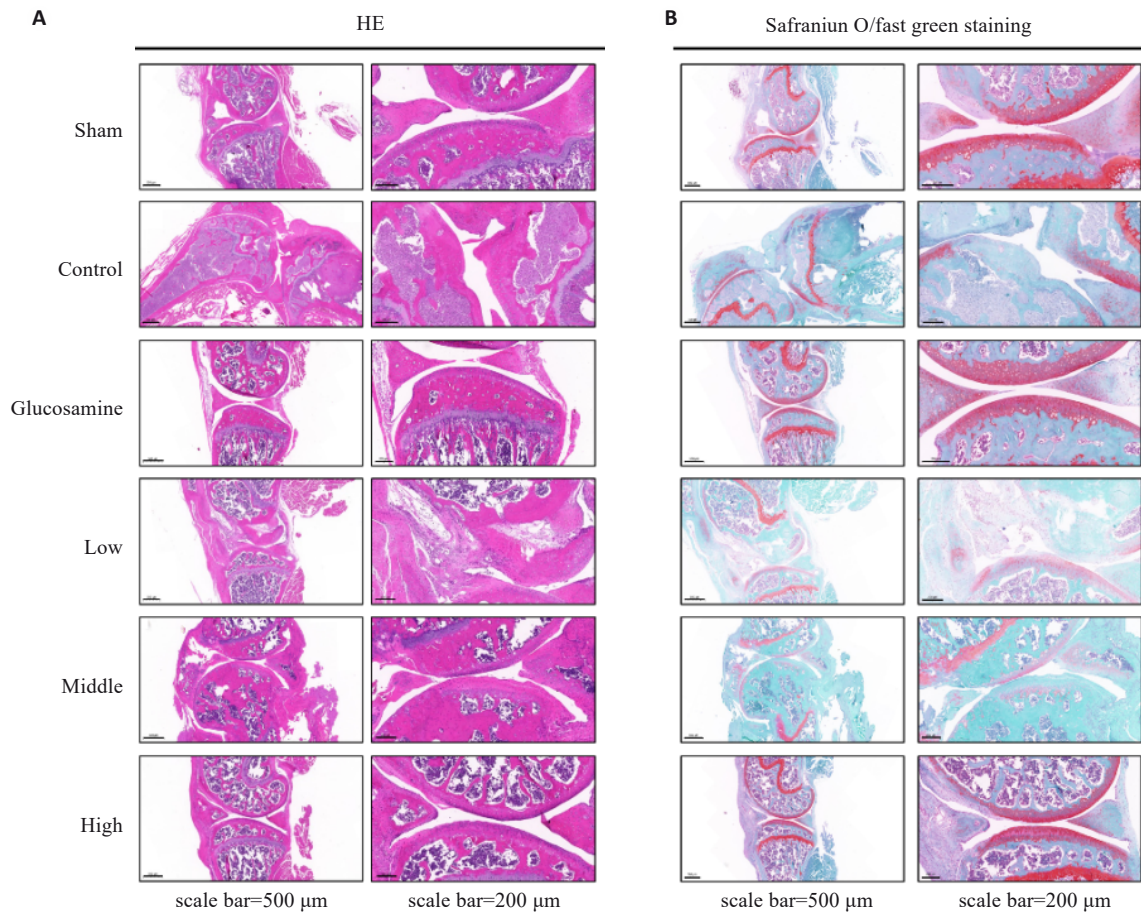 A
HE
B
Safraniun O/fast green staining
Sham
Control
Glucosamine
Low
Middle
High
scale bar=500 μm
scale bar=200 μm
scale bar=500 μm
scale bar=200 μm